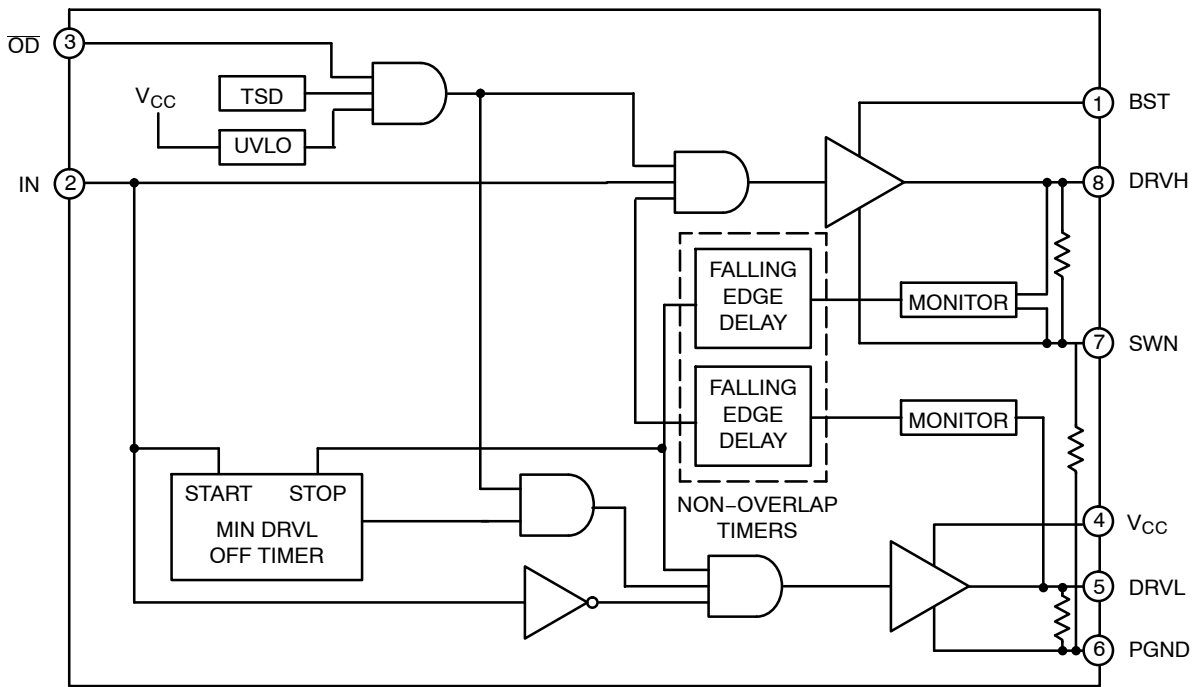 OD
3
TSD
VCC
UVLO
IN
2
1
BST
8
DRVH
FALLING
EDGE
DELAY
MONITOR
7
SWN
FALLING
EDGE
DELAY
MONITOR
START
STOP
MIN DRVL
OFF TIMER
NON−OVERLAP
TIMERS
4
VCC
5
DRVL
6
PGND